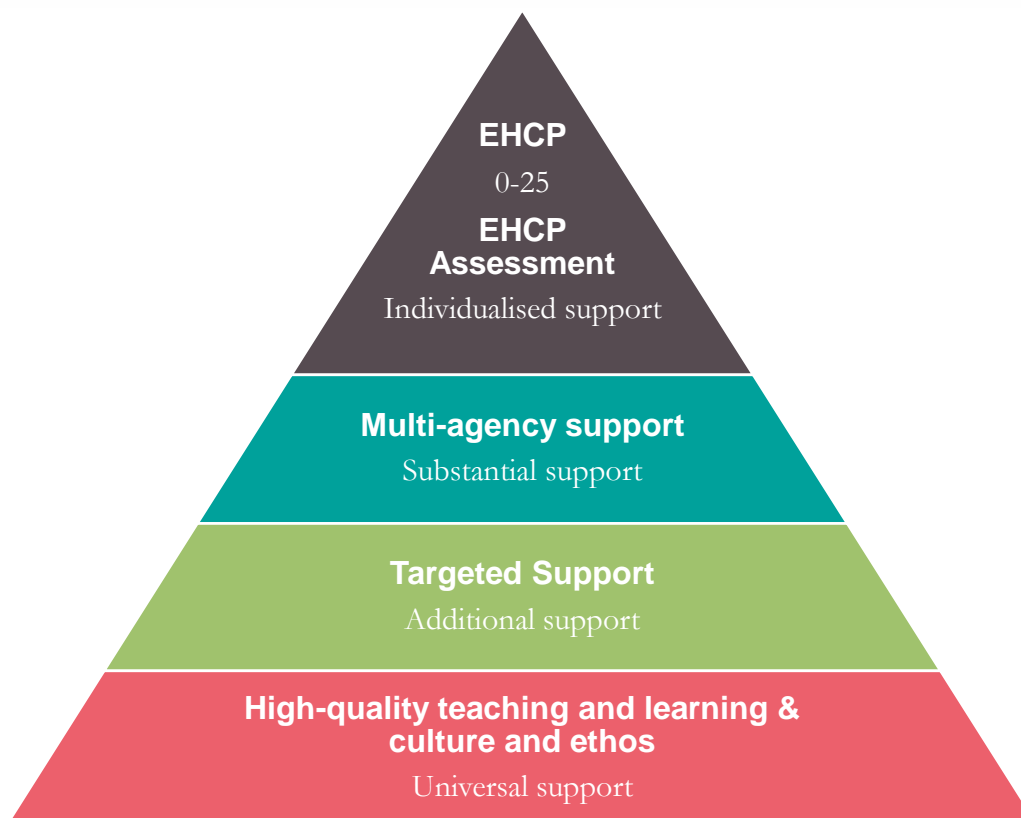 EHCP
0-25
EHCP
Assessment
Individualised support
Multi-agency support
Substantial support
Targeted Support
Additional support
High-quality teaching and learning &
culture and ethos
Universal support